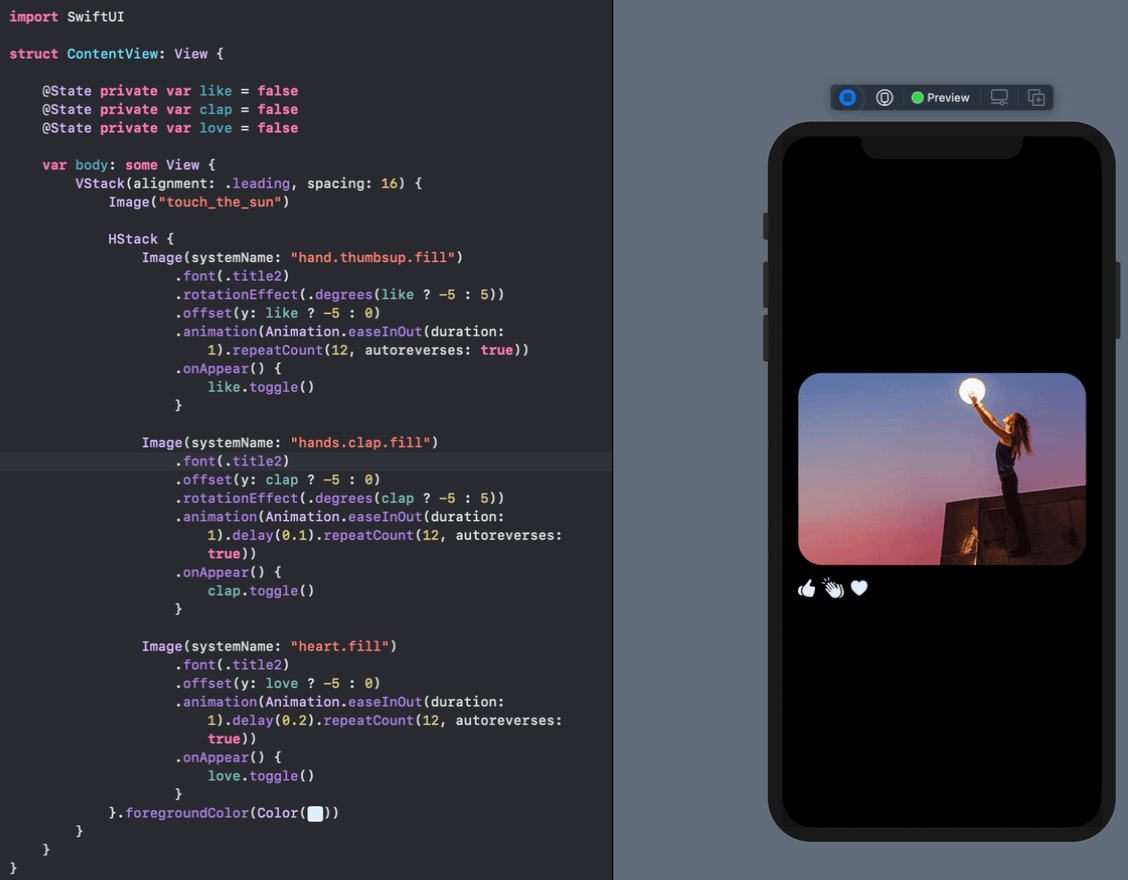 import SwiftUI
struct ContentView: View {
@State private var like = false
@State private var clap = false
@State private var love = false
var body: some View {
VStack(alignment: .leading, spacing: 16) {
Image("touch_the_sun")
HStack {
Image(systemName: "hand.thumbsup.fill")
.font(.title2)
.rotationEffect(.degrees(like ? -5 : 5))
.offset(y: like ? -5 : 0)
.animation(Animation.easeInOut(duration:
1).repeatCount(12, autoreverses: true))
.onAppear() {
like.toggle()
}
Image(systemName: "hands.clap.fill")
.font(.title2)
.offset(y: clap ? -5 : 0)
.rotationEffect(.degrees(clap ? -5 : 5))
.animation(Animation.easeInOut(duration:
1).delay(0.1).repeatCount(12, autoreverses:
true))
.onAppear() {
clap.toggle()
}
Image(systemName: "heart.fill")
.font(.title2)
.offset(y: love ? -5 : 0)
.animation(Animation.easeInOut(duration:
1).delay(0.2).repeatCount(12, autoreverses:
true))
.onAppear() {
love.toggle()
}
}.foregroundColor(Color())
}
}
}
Preview